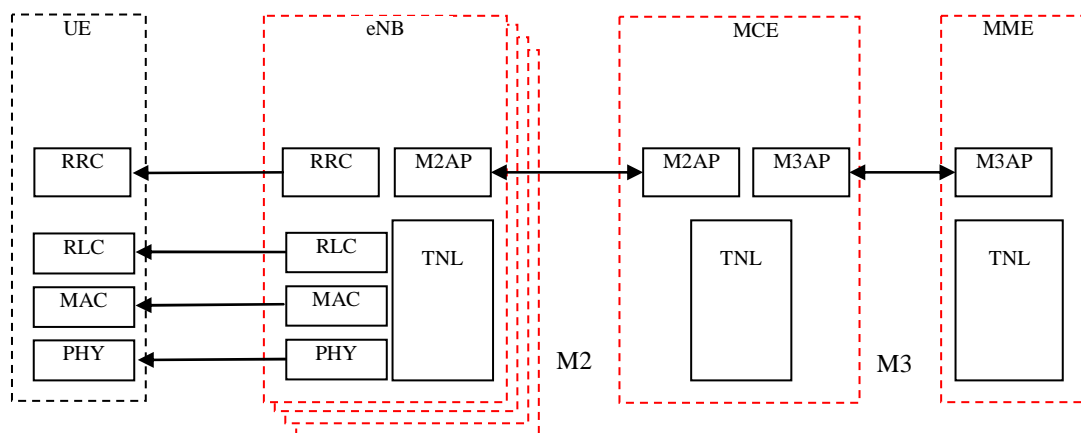 UE
eNB
MCE
MME
RRC
RRC
M2AP
M2AP
M3AP
M3AP
RLC
RLC
TNL
TNL
TNL
MAC
MAC
PHY
PHY
M2
M3